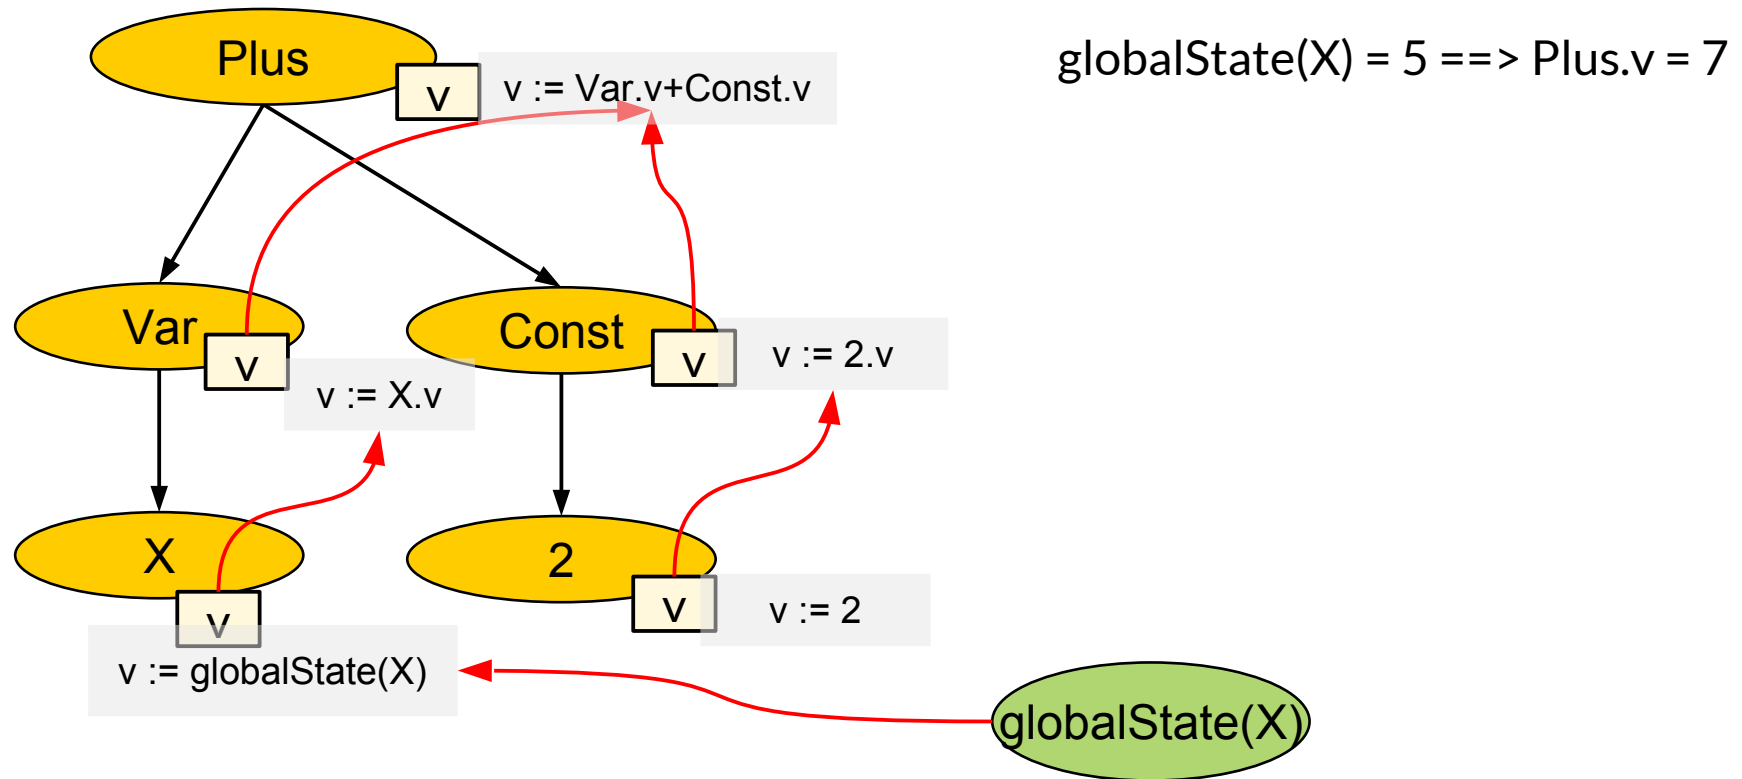 Plus
globalState(X) = 5 ==> Plus.v = 7
v
v := Var.v+Const.v
Var
v
v := X.v
Const
v
v := 2.v
X
v
v := globalState(X)
2
v
v := 2
globalState(X)